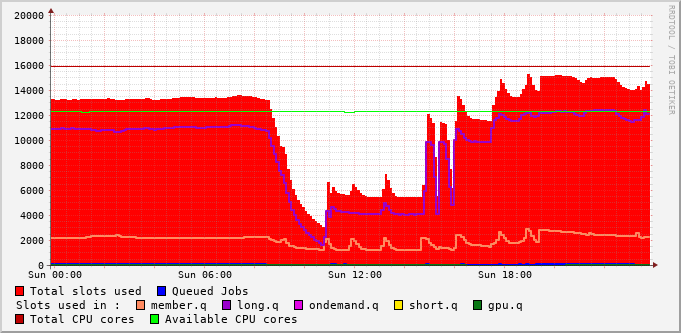 20000
18000
16000
14000
12000
10000
8000
6000
4000
2000
0
Sun 00:00 Sun 06:00 Sun 12:00 Sun 18:00
RRDTOOL / TOBI OETIKER
Total slots used Queued Jobs
Slots used in : member.q long.q ondemand.q short.q gpu.q
Total CPU cores Available CPU cores